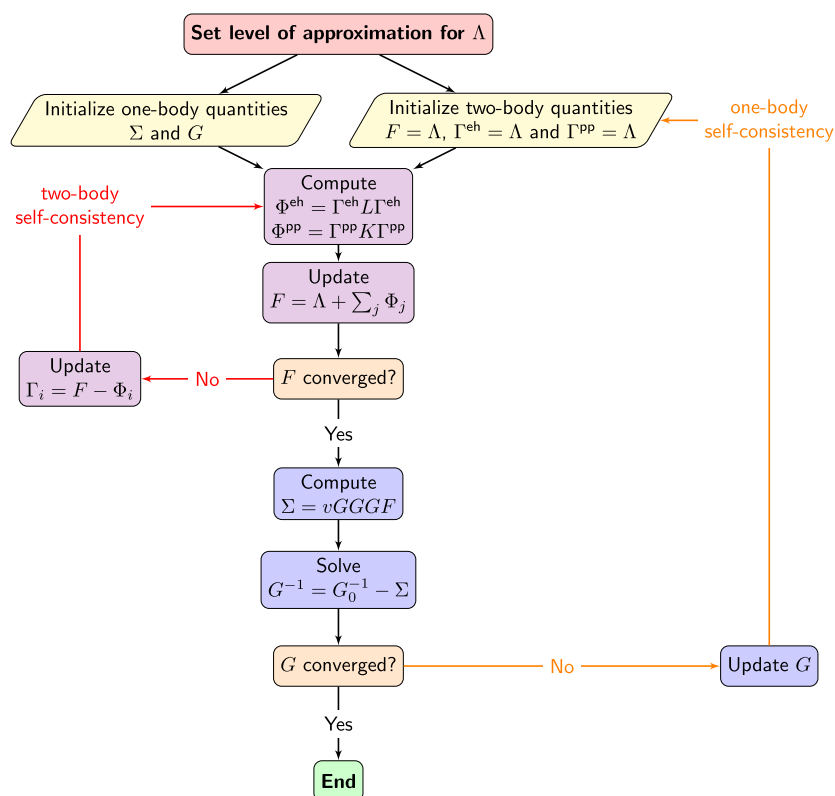 Set level of approximation for Λ
Initialize one-body quantities
Σ and G
Initialize two-body quantities
F = Λ, Γ^eh = Λ and Γ^pp = Λ
one-body
self-consistency
two-body
self-consistency
Compute
Φ^eh = Γ^eh LΓ^eh
Φ^pp = Γ^pp KΓ^pp
Update
F = Λ + ∑_j Φ_j
Update
Γ_i = F − Φ_i
No
F converged?
Yes
Compute
Σ = vGGGF
Solve
G^−1 = G_0^−1 − Σ
G converged?
No
Update G
Yes
End